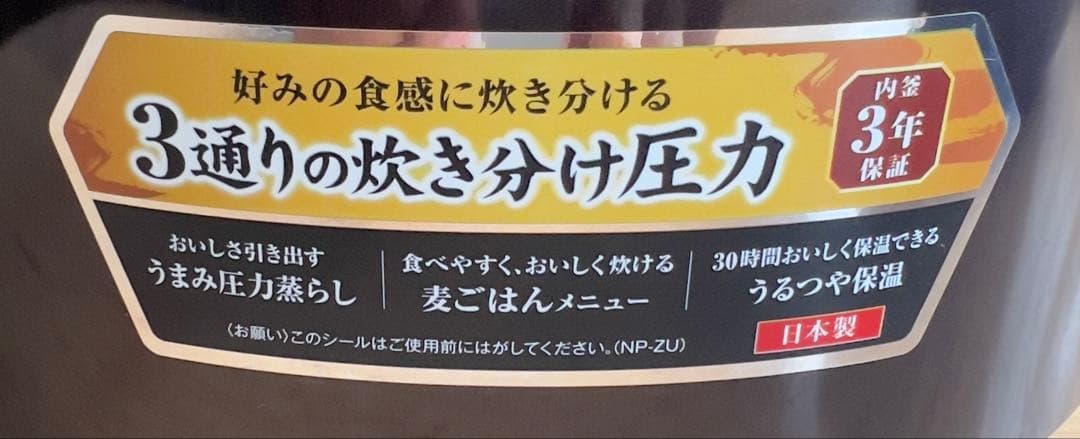 好みの食感に炊き分ける
3通りの炊き分け圧力
内釜
3年
保証
おいしさ引き出す
うまみ圧力蒸らし
食べやすく、おいしく炊ける
麦ごはんメニュー
30時間おいしく保温できる
うるつや保温
日本製
〈お願い〉このシールはご使用前にはがしてください。(NP-ZU)